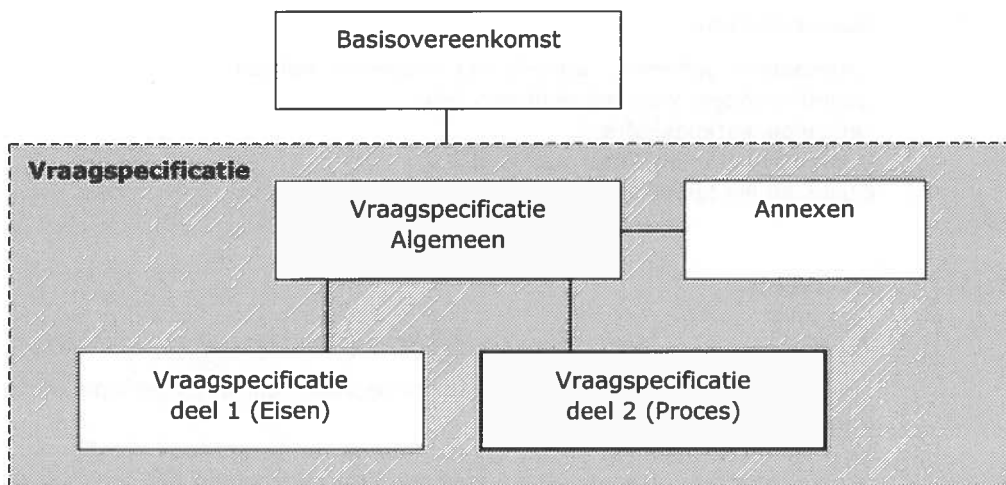 Basisovereenkomst
Vraagspecificatie
Vraagspecificatie
Algemeen
Annexen
Vraagspecificatie
deel 1 (Eisen)
Vraagspecificatie
deel 2 (Proces)